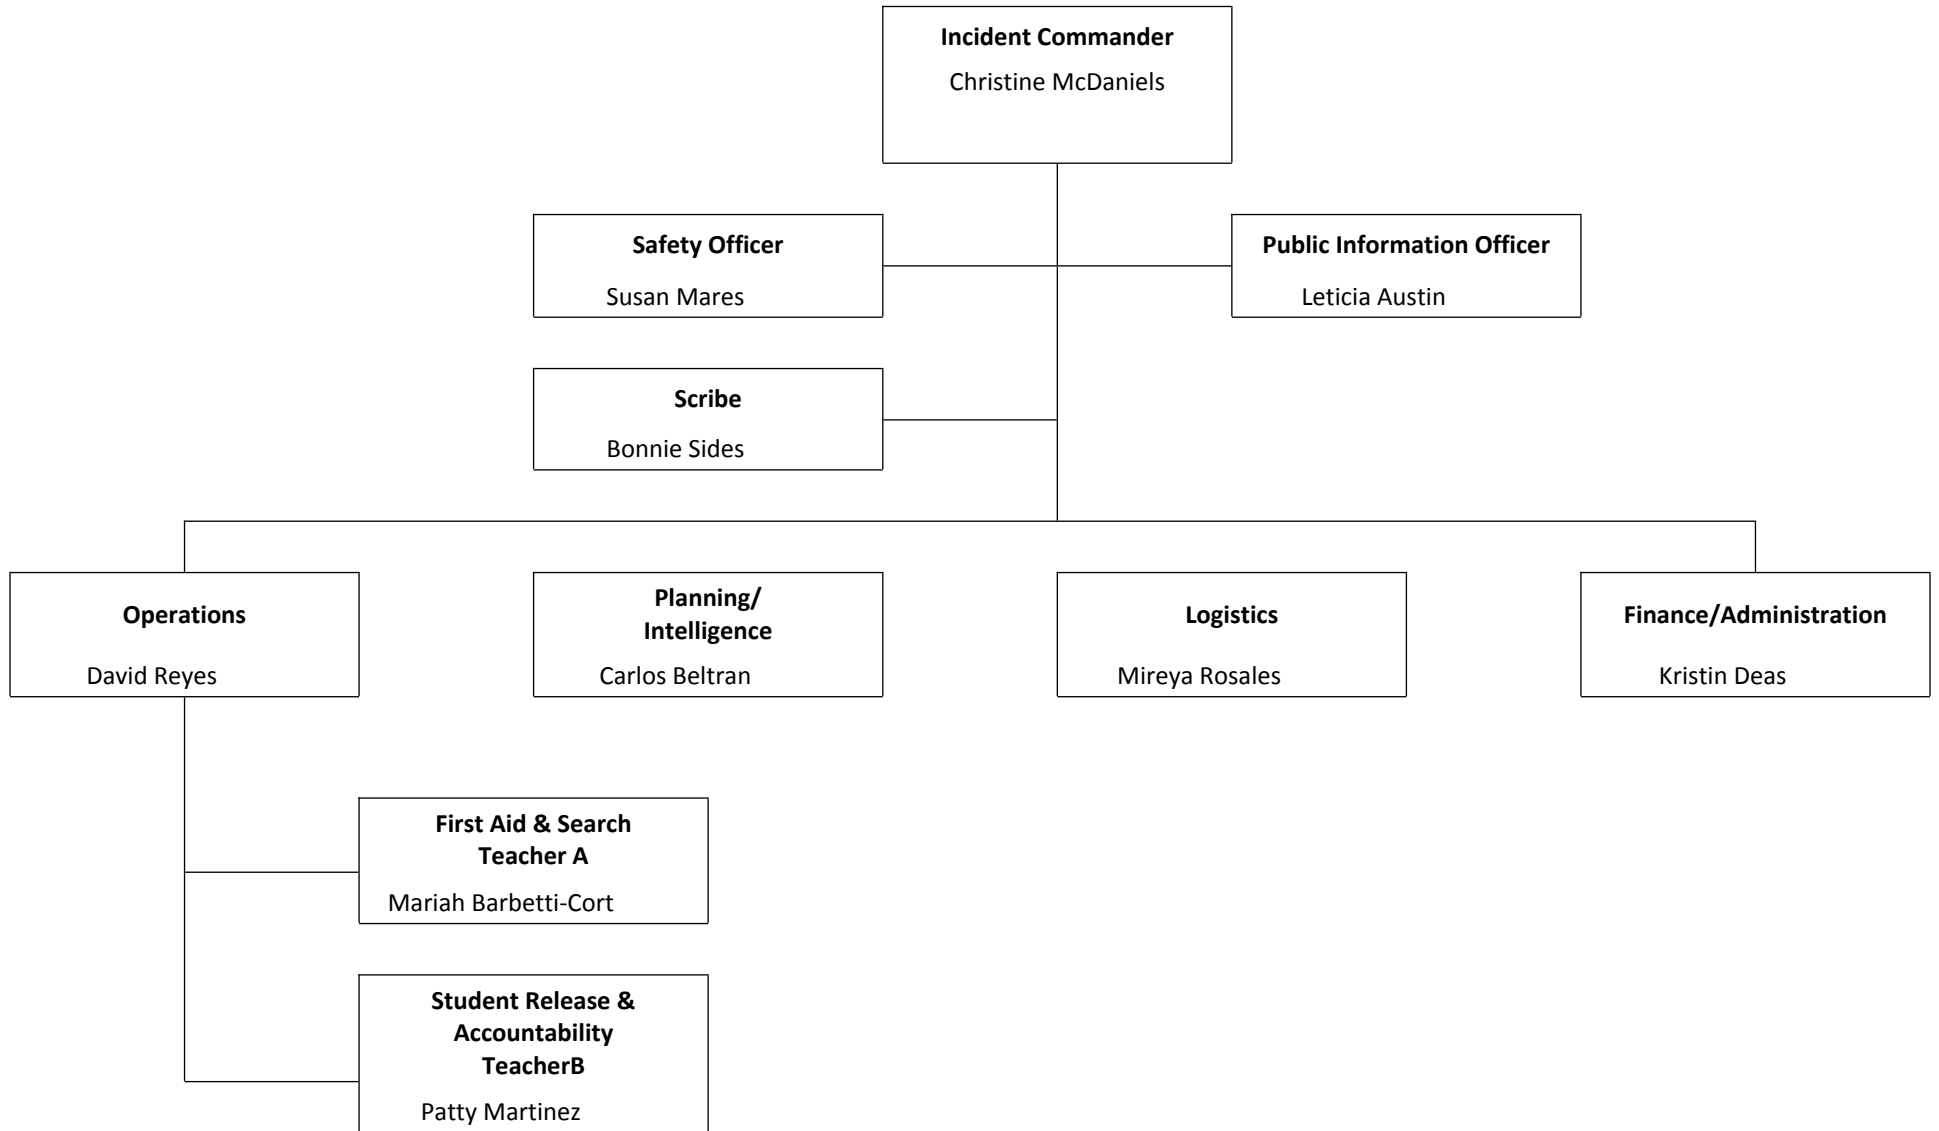 Incident Commander
Christine McDaniels
Safety Officer
Susan Mares
Public Information Officer
Leticia Austin
Scribe
Bonnie Sides
Operations
David Reyes
Planning/
Intelligence
Carlos Beltran
Logistics
Mireya Rosales
Finance/Administration
Kristin Deas
First Aid & Search
Teacher A
Mariah Barbetti-Cort
Student Release &
Accountability
TeacherB
Patty Martinez